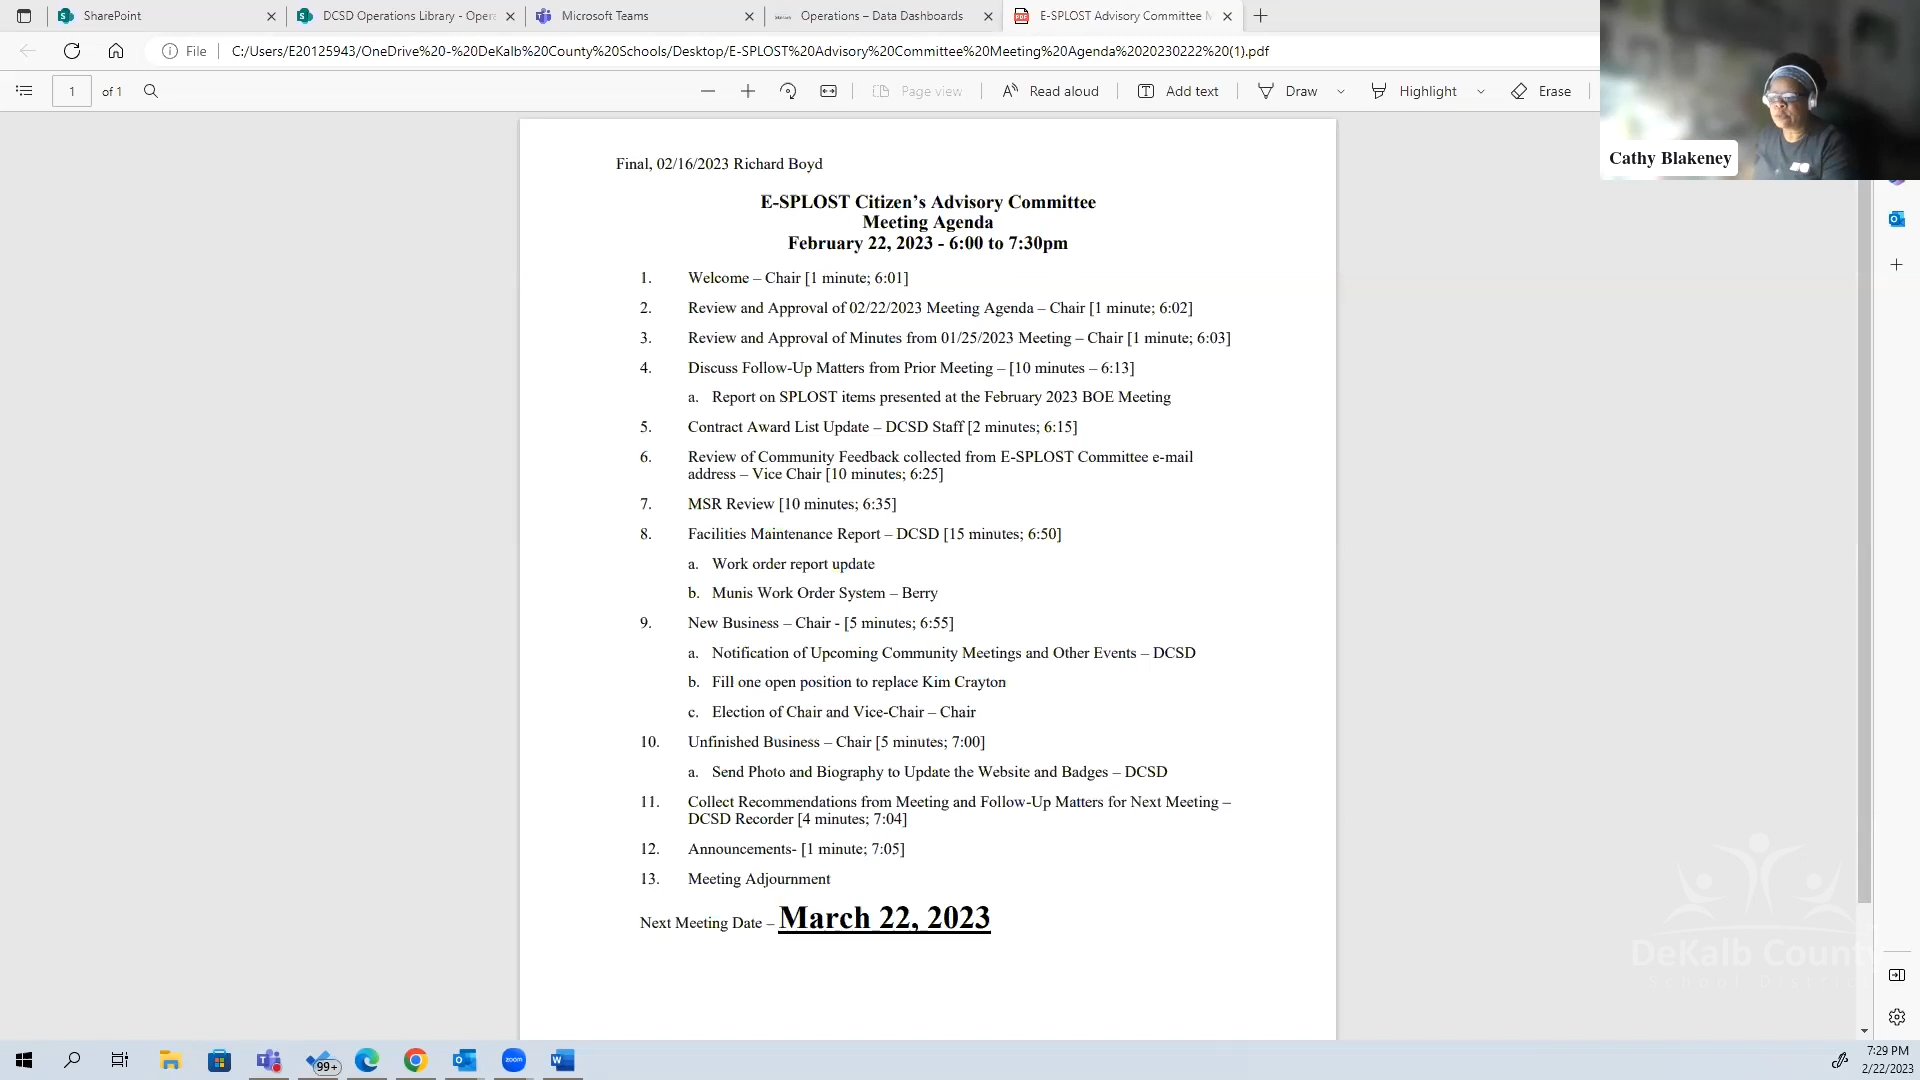 SharePoint
DCSD Operations Library - Oper
Microsoft Teams
Operations – Data Dashboards
E-SPLOST Advisory Committee M
File C:/Users/E20125943/OneDrive%20-%20DeKalb%20County%20Schools/Desktop/E-SPLOST%20Advisory%20Committee%20Meeting%20Agenda%2020230222%20(1).pdf
1 of 1
Page view
Read aloud
Add text
Draw
Highlight
Erase
Cathy Blakeney
Final, 02/16/2023 Richard Boyd
E-SPLOST Citizen’s Advisory Committee
Meeting Agenda
February 22, 2023 - 6:00 to 7:30pm
1. Welcome – Chair [1 minute; 6:01]
2. Review and Approval of 02/22/2023 Meeting Agenda – Chair [1 minute; 6:02]
3. Review and Approval of Minutes from 01/25/2023 Meeting – Chair [1 minute; 6:03]
4. Discuss Follow-Up Matters from Prior Meeting – [10 minutes – 6:13]
a. Report on SPLOST items presented at the February 2023 BOE Meeting
5. Contract Award List Update – DCSD Staff [2 minutes; 6:15]
6. Review of Community Feedback collected from E-SPLOST Committee e-mail
address – Vice Chair [10 minutes; 6:25]
7. MSR Review [10 minutes; 6:35]
8. Facilities Maintenance Report – DCSD [15 minutes; 6:50]
a. Work order report update
b. Munis Work Order System – Berry
9. New Business – Chair - [5 minutes; 6:55]
a. Notification of Upcoming Community Meetings and Other Events – DCSD
b. Fill one open position to replace Kim Crayton
c. Election of Chair and Vice-Chair – Chair
10. Unfinished Business – Chair [5 minutes; 7:00]
a. Send Photo and Biography to Update the Website and Badges – DCSD
11. Collect Recommendations from Meeting and Follow-Up Matters for Next Meeting –
DCSD Recorder [4 minutes; 7:04]
12. Announcements- [1 minute; 7:05]
13. Meeting Adjournment
Next Meeting Date – March 22, 2023
DeKalb Count
School Distri
99+
zoom
7:29 PM
2/22/2023